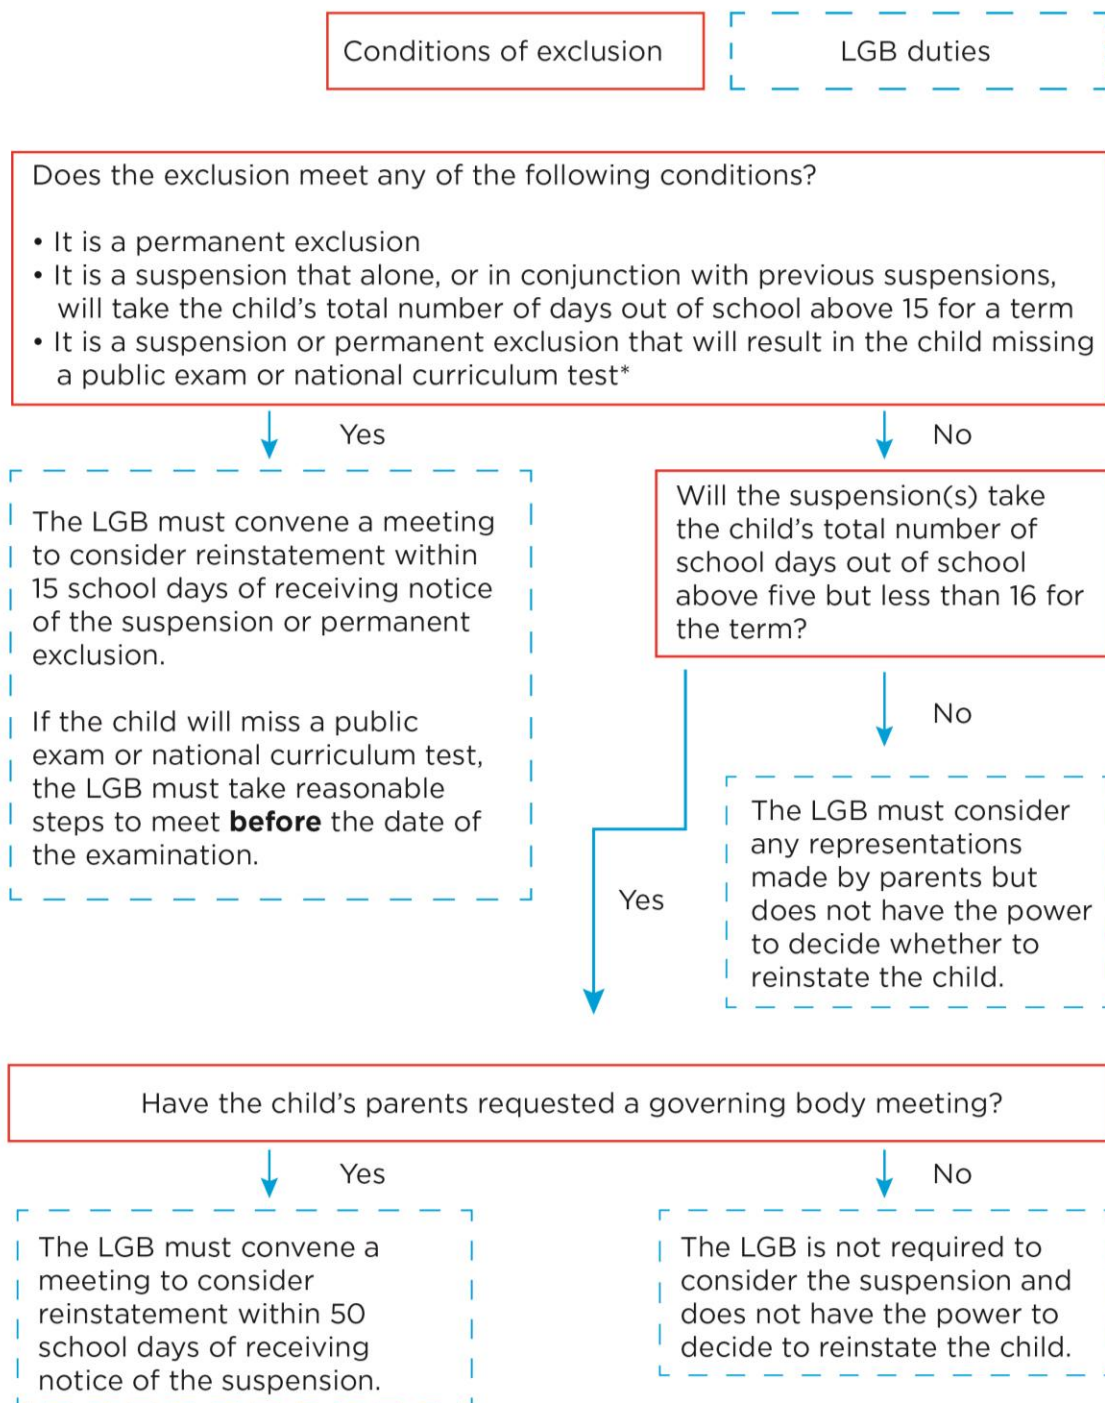 Conditions of exclusion
LGB duties
Does the exclusion meet any of the following conditions?
• It is a permanent exclusion
• It is a suspension that alone, or in conjunction with previous suspensions,
will take the child’s total number of days out of school above 15 for a term
• It is a suspension or permanent exclusion that will result in the child missing
a public exam or national curriculum test*
Yes
No
The LGB must convene a meeting
to consider reinstatement within
15 school days of receiving notice
of the suspension or permanent
exclusion.
If the child will miss a public
exam or national curriculum test,
the LGB must take reasonable
steps to meet before the date of
the examination.
Will the suspension(s) take
the child’s total number of
school days out of school
above five but less than 16 for
the term?
No
The LGB must consider
any representations
made by parents but
does not have the power
to decide whether to
reinstate the child.
Yes
Have the child’s parents requested a governing body meeting?
Yes
No
The LGB must convene a
meeting to consider
reinstatement within 50
school days of receiving
notice of the suspension.
The LGB is not required to
consider the suspension and
does not have the power to
decide to reinstate the child.